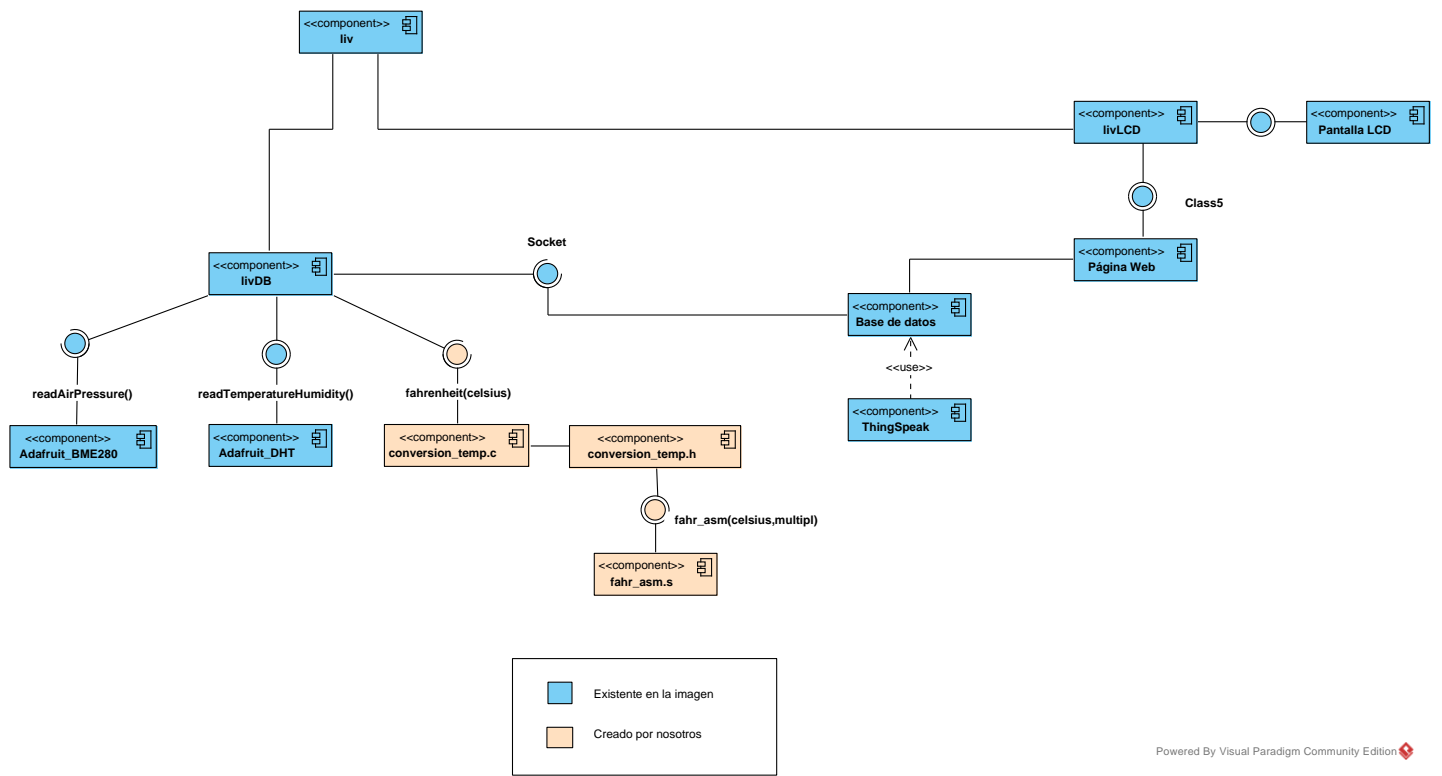 <<component>>
liv
<<component>>
livLCD
<<component>>
Pantalla LCD
Class5
<<component>>
Página Web
Socket
<<component>>
livDB
<<component>>
Base de datos
<<use>>
<<component>>
ThingSpeak
readAirPressure()
readTemperatureHumidity()
fahrenheit(celsius)
<<component>>
Adafruit_BME280
<<component>>
Adafruit_DHT
<<component>>
conversion_temp.c
<<component>>
conversion_temp.h
fahr_asm(celsius,multipl)
<<component>>
fahr_asm.s
Existente en la imagen
Creado por nosotros
Powered By Visual Paradigm Community Edition